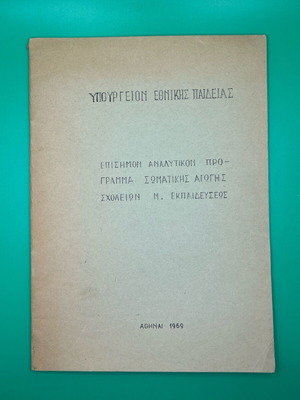 ΥΠΟΥΡΓΕΙΟΝ ΕΘΝΙΚΗΣ ΠΑΙΔΕΙΑΣ
ΕΠΙΣΗΜΟΝ ΑΝΑΛΥΤΙΚΟΝ ΠΡΟ-
ΓΡΑΜΜΑ ΣΩΜΑΤΙΚΗΣ ΑΓΩΓΗΣ
ΣΧΟΛΕΙΩΝ Μ. ΕΚΠΑΙΔΕΥΣΕΩΣ
ΑΘΗΝΑΙ 1969